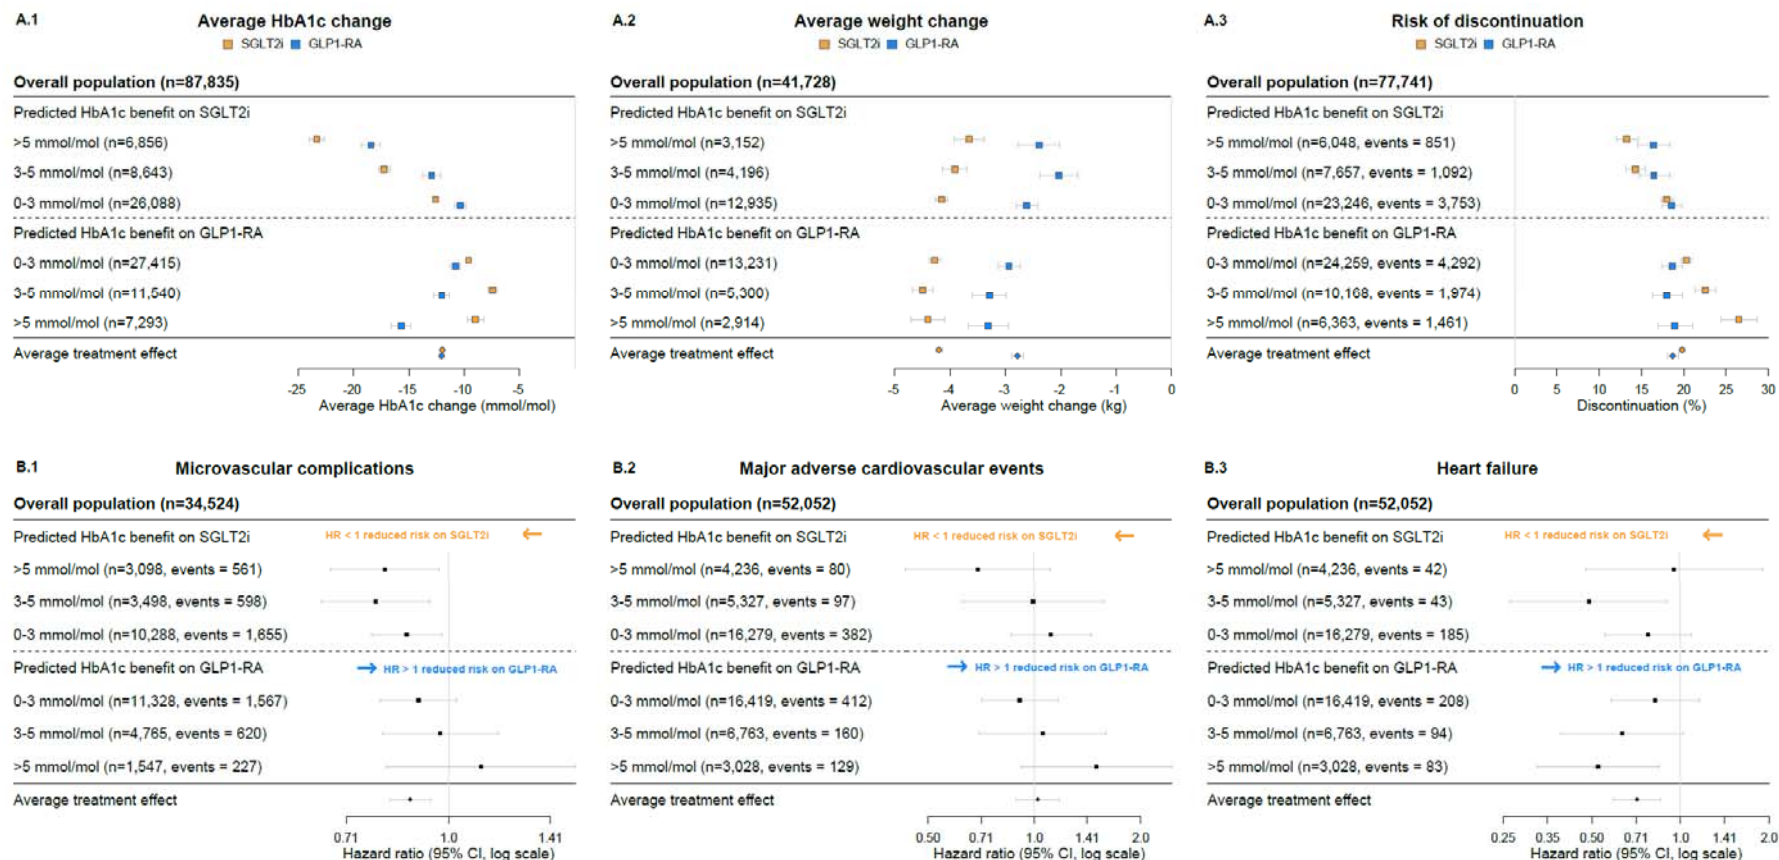 A.1 Average HbA1c change
SGLT2i GLP1-RA
Overall population (n=87,835)
Predicted HbA1c benefit on SGLT2i
>5 mmol/mol (n=6,856)
3-5 mmol/mol (n=8,643)
0-3 mmol/mol (n=26,088)
Predicted HbA1c benefit on GLP1-RA
0-3 mmol/mol (n=27,415)
3-5 mmol/mol (n=11,540)
>5 mmol/mol (n=7,293)
Average treatment effect
-25 -20 -15 -10 -5
Average HbA1c change (mmol/mol)
A.2 Average weight change
SGLT2i GLP1-RA
Overall population (n=41,728)
Predicted HbA1c benefit on SGLT2i
>5 mmol/mol (n=3,152)
3-5 mmol/mol (n=4,196)
0-3 mmol/mol (n=12,935)
Predicted HbA1c benefit on GLP1-RA
0-3 mmol/mol (n=13,231)
3-5 mmol/mol (n=5,300)
>5 mmol/mol (n=2,914)
Average treatment effect
-5 -4 -3 -2 -1 0
Average weight change (kg)
A.3 Risk of discontinuation
SGLT2i GLP1-RA
Overall population (n=77,741)
Predicted HbA1c benefit on SGLT2i
>5 mmol/mol (n=6,048, events = 851)
3-5 mmol/mol (n=7,657, events = 1,092)
0-3 mmol/mol (n=23,246, events = 3,753)
Predicted HbA1c benefit on GLP1-RA
0-3 mmol/mol (n=24,259, events = 4,292)
3-5 mmol/mol (n=10,168, events = 1,974)
>5 mmol/mol (n=6,363, events = 1,461)
Average treatment effect
0 5 10 15 20 25 30
Discontinuation (%)
B.1 Microvascular complications
Overall population (n=34,524)
Predicted HbA1c benefit on SGLT2i HR < 1 reduced risk on SGLT2i ←
>5 mmol/mol (n=3,098, events = 561)
3-5 mmol/mol (n=3,498, events = 598)
0-3 mmol/mol (n=10,288, events = 1,655)
Predicted HbA1c benefit on GLP1-RA → HR > 1 reduced risk on GLP1-RA
0-3 mmol/mol (n=11,328, events = 1,567)
3-5 mmol/mol (n=4,765, events = 620)
>5 mmol/mol (n=1,547, events = 227)
Average treatment effect
0.71 1.0 1.41
Hazard ratio (95% CI, log scale)
B.2 Major adverse cardiovascular events
Overall population (n=52,052)
Predicted HbA1c benefit on SGLT2i HR < 1 reduced risk on SGLT2i ←
>5 mmol/mol (n=4,236, events = 80)
3-5 mmol/mol (n=5,327, events = 97)
0-3 mmol/mol (n=16,279, events = 382)
Predicted HbA1c benefit on GLP1-RA → HR > 1 reduced risk on GLP1-RA
0-3 mmol/mol (n=16,419, events = 412)
3-5 mmol/mol (n=6,763, events = 160)
>5 mmol/mol (n=3,028, events = 129)
Average treatment effect
0.50 0.71 1.0 1.41 2.0
Hazard ratio (95% CI, log scale)
B.3 Heart failure
Overall population (n=52,052)
Predicted HbA1c benefit on SGLT2i HR < 1 reduced risk on SGLT2i ←
>5 mmol/mol (n=4,236, events = 42)
3-5 mmol/mol (n=5,327, events = 43)
0-3 mmol/mol (n=16,279, events = 185)
Predicted HbA1c benefit on GLP1-RA → HR > 1 reduced risk on GLP1-RA
0-3 mmol/mol (n=16,419, events = 208)
3-5 mmol/mol (n=6,763, events = 94)
>5 mmol/mol (n=3,028, events = 83)
Average treatment effect
0.25 0.35 0.50 0.71 1.0 1.41 2.0
Hazard ratio (95% CI, log scale)